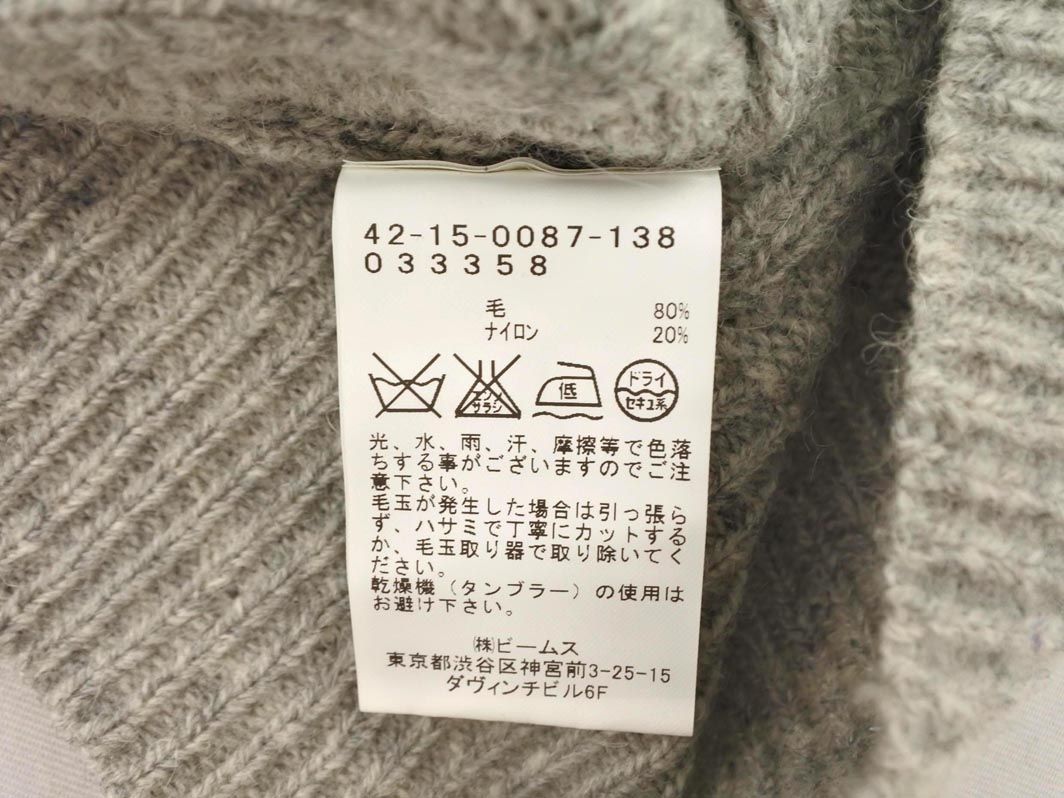 42-15-0087-138
033358
毛 80%
ナイロン 20%
エンソ
サラシ
低
ドライ
セキユ系
光、水、雨、汗、摩擦等で色落
ちする事がございますのでご注
意下さい。
毛玉が発生した場合は引っ張ら
ず、ハサミで丁寧にカットする
か、毛玉取り器で取り除いてく
ださい。
乾燥機（タンブラー）の使用は
お避け下さい。
㈱ビームス
東京都渋谷区神宮前3-25-15
ダヴィンチビル6F